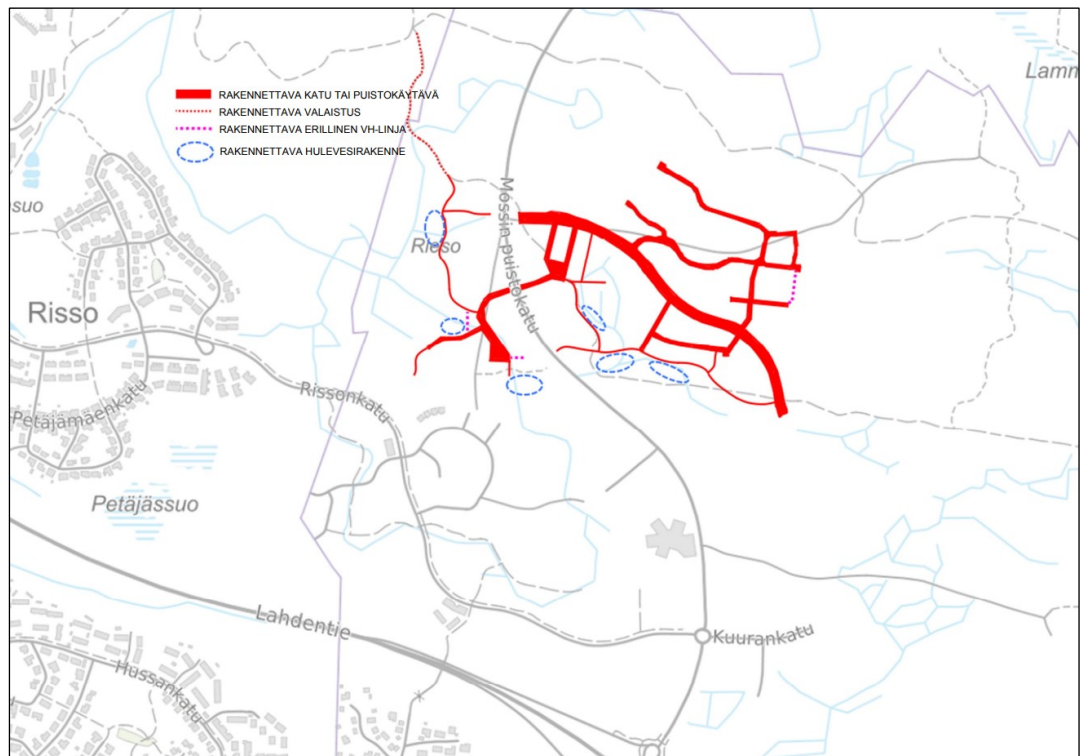 Lamm
RAKENNETTAVA KATU TAI PUISTOKÄYTÄVÄ
RAKENNETTAVA VALAISTUS
RAKENNETTAVA ERILLINEN VH-LINJA
RAKENNETTAVA HULEVESIRAKENNE
suo
Mossin puistokatu
Risso
Risso
Rissonkatu
Petäjämäenkatu
Petäjässuo
Lahdentie
Kuurankatu
Hussankatu